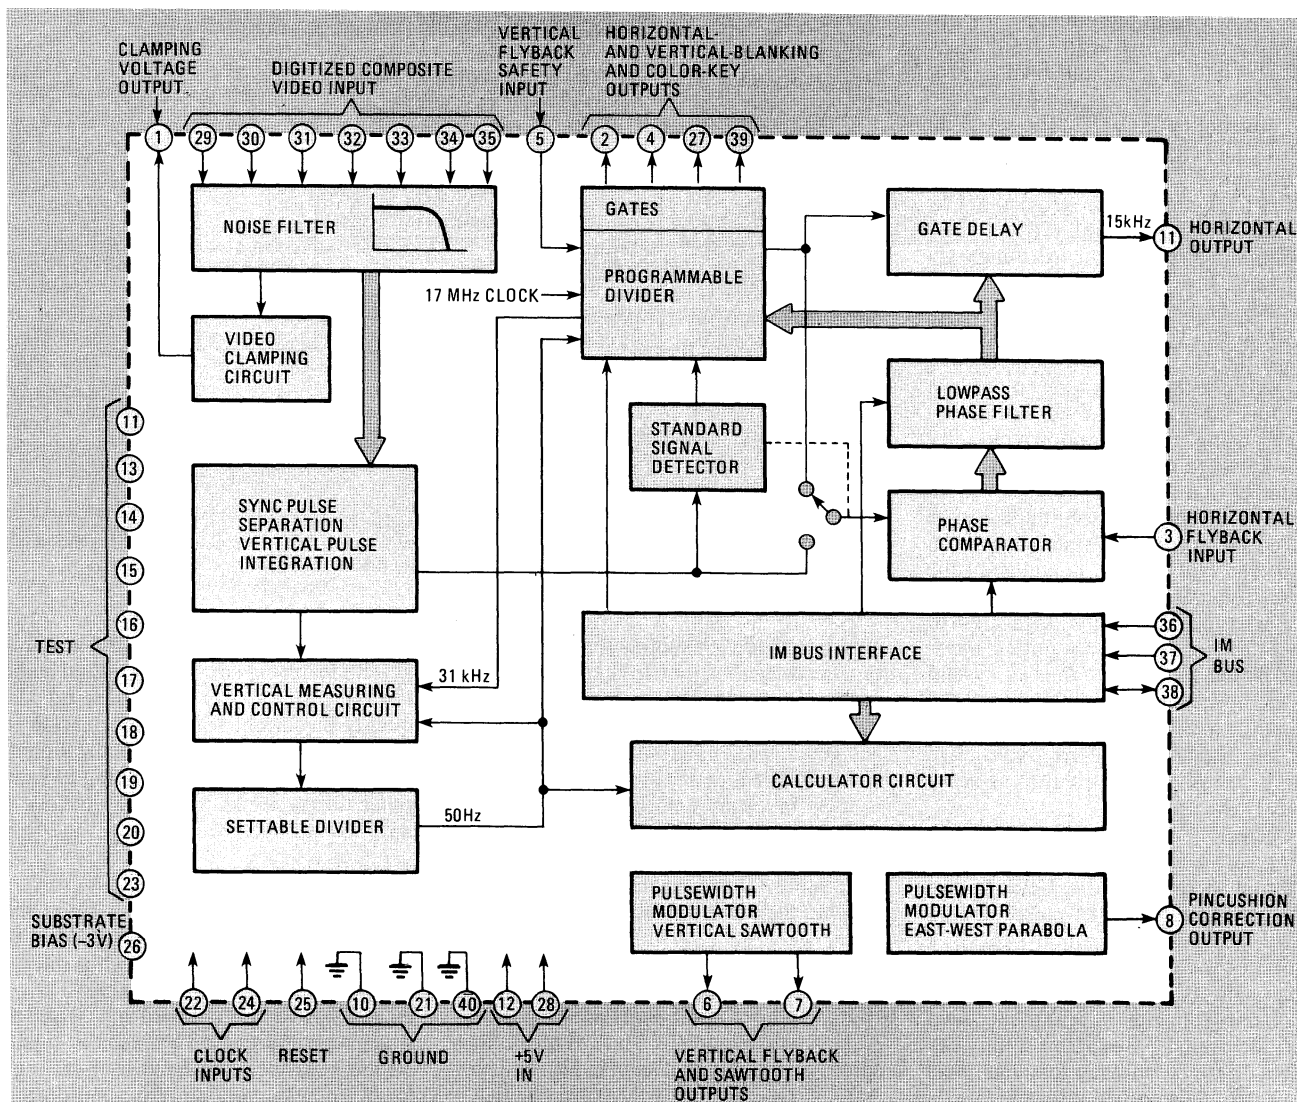 CLAMPING
VOLTAGE
OUTPUT
DIGITIZED COMPOSITE
VIDEO INPUT
VERTICAL
FLYBACK
SAFETY
INPUT
HORIZONTAL-
AND VERTICAL-BLANKING
AND COLOR-KEY
OUTPUTS
1 29 30 31 32 33 34 35 5 2 4 27 39
NOISE FILTER
GATES
PROGRAMMABLE
DIVIDER
17 MHz CLOCK
GATE DELAY
15kHz
11
HORIZONTAL
OUTPUT
VIDEO
CLAMPING
CIRCUIT
STANDARD
SIGNAL
DETECTOR
LOWPASS
PHASE FILTER
SYNC PULSE
SEPARATION
VERTICAL PULSE
INTEGRATION
PHASE
COMPARATOR
3
HORIZONTAL
FLYBACK
INPUT
TEST
11
13
14
15
16
17
18
19
20
23
SUBSTRATE
BIAS (–3V)
26
VERTICAL MEASURING
AND CONTROL CIRCUIT
31 kHz
IM BUS INTERFACE
36
37
38
IM
BUS
SETTABLE DIVIDER
50Hz
CALCULATOR CIRCUIT
PULSEWIDTH
MODULATOR
VERTICAL SAWTOOTH
PULSEWIDTH
MODULATOR
EAST-WEST PARABOLA
8
PINCUSHION
CORRECTION
OUTPUT
22 24 25 10 21 40 12 28 6 7
CLOCK
INPUTS
RESET
GROUND
+5V
IN
VERTICAL FLYBACK
AND SAWTOOTH
OUTPUTS